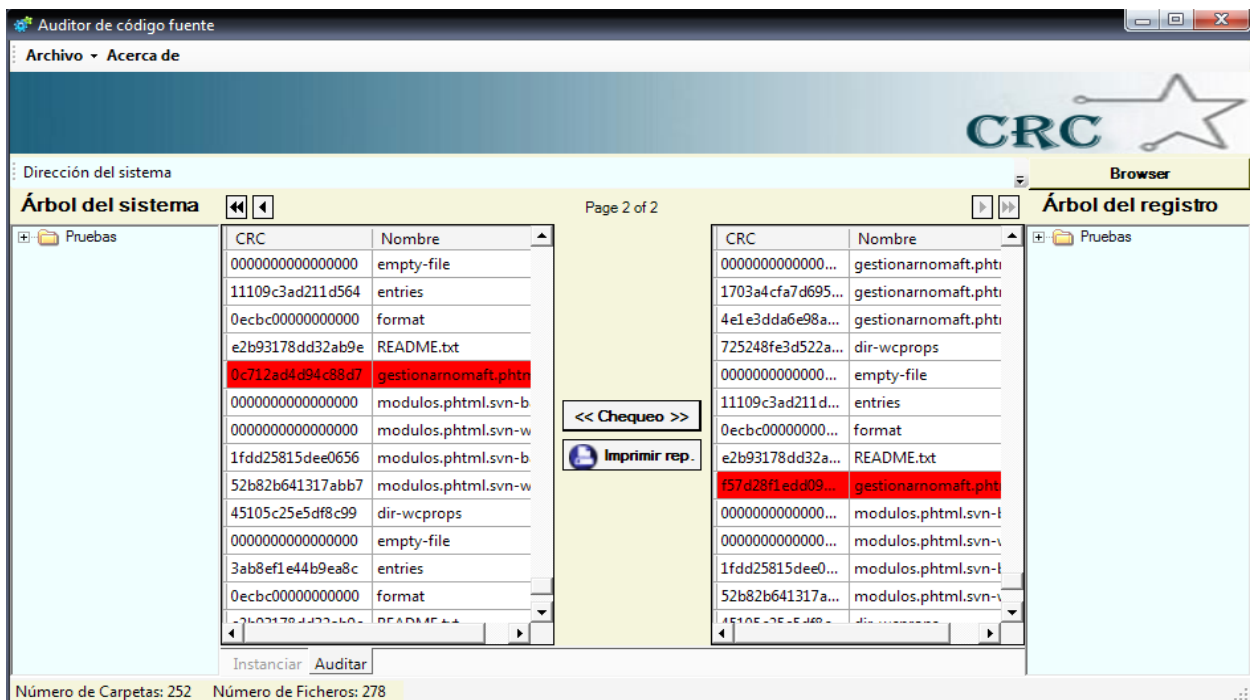 Auditor de código fuente
Archivo Acerca de
CRC
Dirección del sistema
Browser
Árbol del sistema
Page 2 of 2
Árbol del registro
Pruebas
CRC Nombre
0000000000000000 empty-file
11109c3ad211d564 entries
0ecbc00000000000 format
e2b93178dd32ab9e README.txt
0c712ad4d94c88d7 gestionarnomaft.phtm
0000000000000000 modulos.phtml.svn-b
0000000000000000 modulos.phtml.svn-w
1fdd25815dee0656 modulos.phtml.svn-b
52b82b641317abb7 modulos.phtml.svn-w
45105c25e5df8c99 dir-wcprops
0000000000000000 empty-file
3ab8ef1e44b9ea8c entries
0ecbc00000000000 format
<< Chequeo >>
Imprimir rep.
CRC Nombre
0000000000000... gestionarnomaft.pht
1703a4cfa7d695... gestionarnomaft.pht
4e1e3dda6e98a... gestionarnomaft.pht
725248fe3d522a... dir-wcprops
0000000000000... empty-file
11109c3ad211d... entries
0ecbc00000000... format
e2b93178dd32a... README.txt
f57d28f1edd09... gestionarnomaft.pht
0000000000000... modulos.phtml.svn-b
0000000000000... modulos.phtml.svn-w
1fdd25815dee0... modulos.phtml.svn-b
52b82b641317a... modulos.phtml.svn-w
Pruebas
Instanciar Auditar
Número de Carpetas: 252 Número de Ficheros: 278